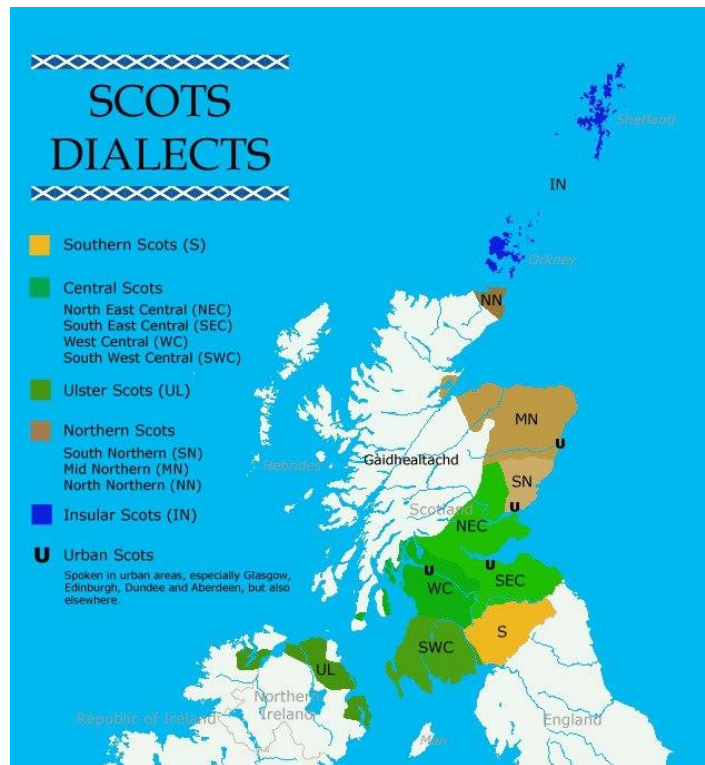 SCOTS
DIALECTS
Southern Scots (S)
Central Scots
North East Central (NEC)
South East Central (SEC)
West Central (WC)
South West Central (SWC)
Ulster Scots (UL)
Northern Scots
South Northern (SN)
Mid Northern (MN)
North Northern (NN)
Insular Scots (IN)
U Urban Scots
Spoken in urban areas, especially Glasgow,
Edinburgh, Dundee and Aberdeen, but also
elsewhere.
Shetland
IN
Orkney
NN
MN
U
Gàidhealtachd
Hebrides
SN
Scotland
U
NEC
U
U
SEC
WC
S
SWC
UL
Northern
Ireland
Republic of Ireland
England
Man